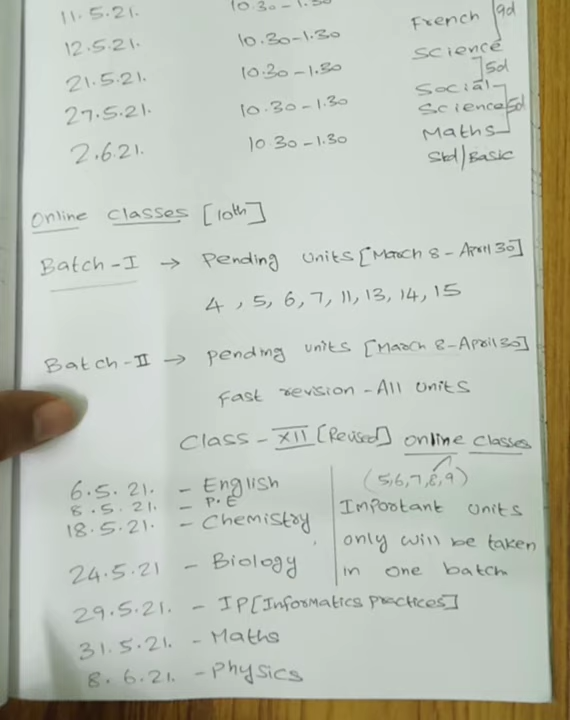 11.5.21. 10.30-1.30
French ] 9d
12.5.21. 10.30-1.30
Science
21.5.21. 10.30-1.30 ] 5d
Social
27.5.21. 10.30-1.30 Science ] 5d
Maths
2.6.21. 10.30-1.30
Std/Basic
Online Classes [10th]
Batch-I → Pending Units [March 8 - April 30]
4, 5, 6, 7, 11, 13, 14, 15
Batch-II → Pending units [March 8-April 30]
Fast revision - All Units
Class - XII [Revised] Online Classes
6.5.21. - English (5,6,7,8,9)
8.5.21. - P.E Important units
18.5.21. - Chemistry
only will be taken
24.5.21 - Biology in one batch
29.5.21. - IP [Informatics Practices]
31.5.21. - Maths
8.6.21. - Physics